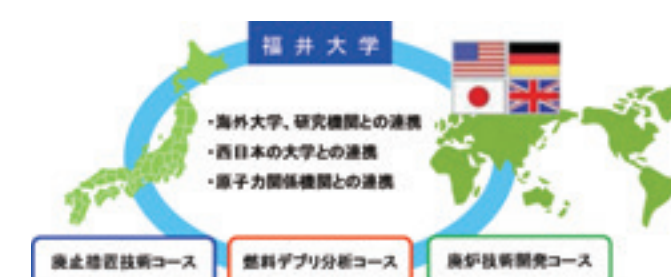 福井大学
・海外大学、研究機関との連携
・西日本の大学との連携
・原子力関係機関との連携
廃止措置技術コース
燃料デブリ分析コース
廃炉技術開発コース